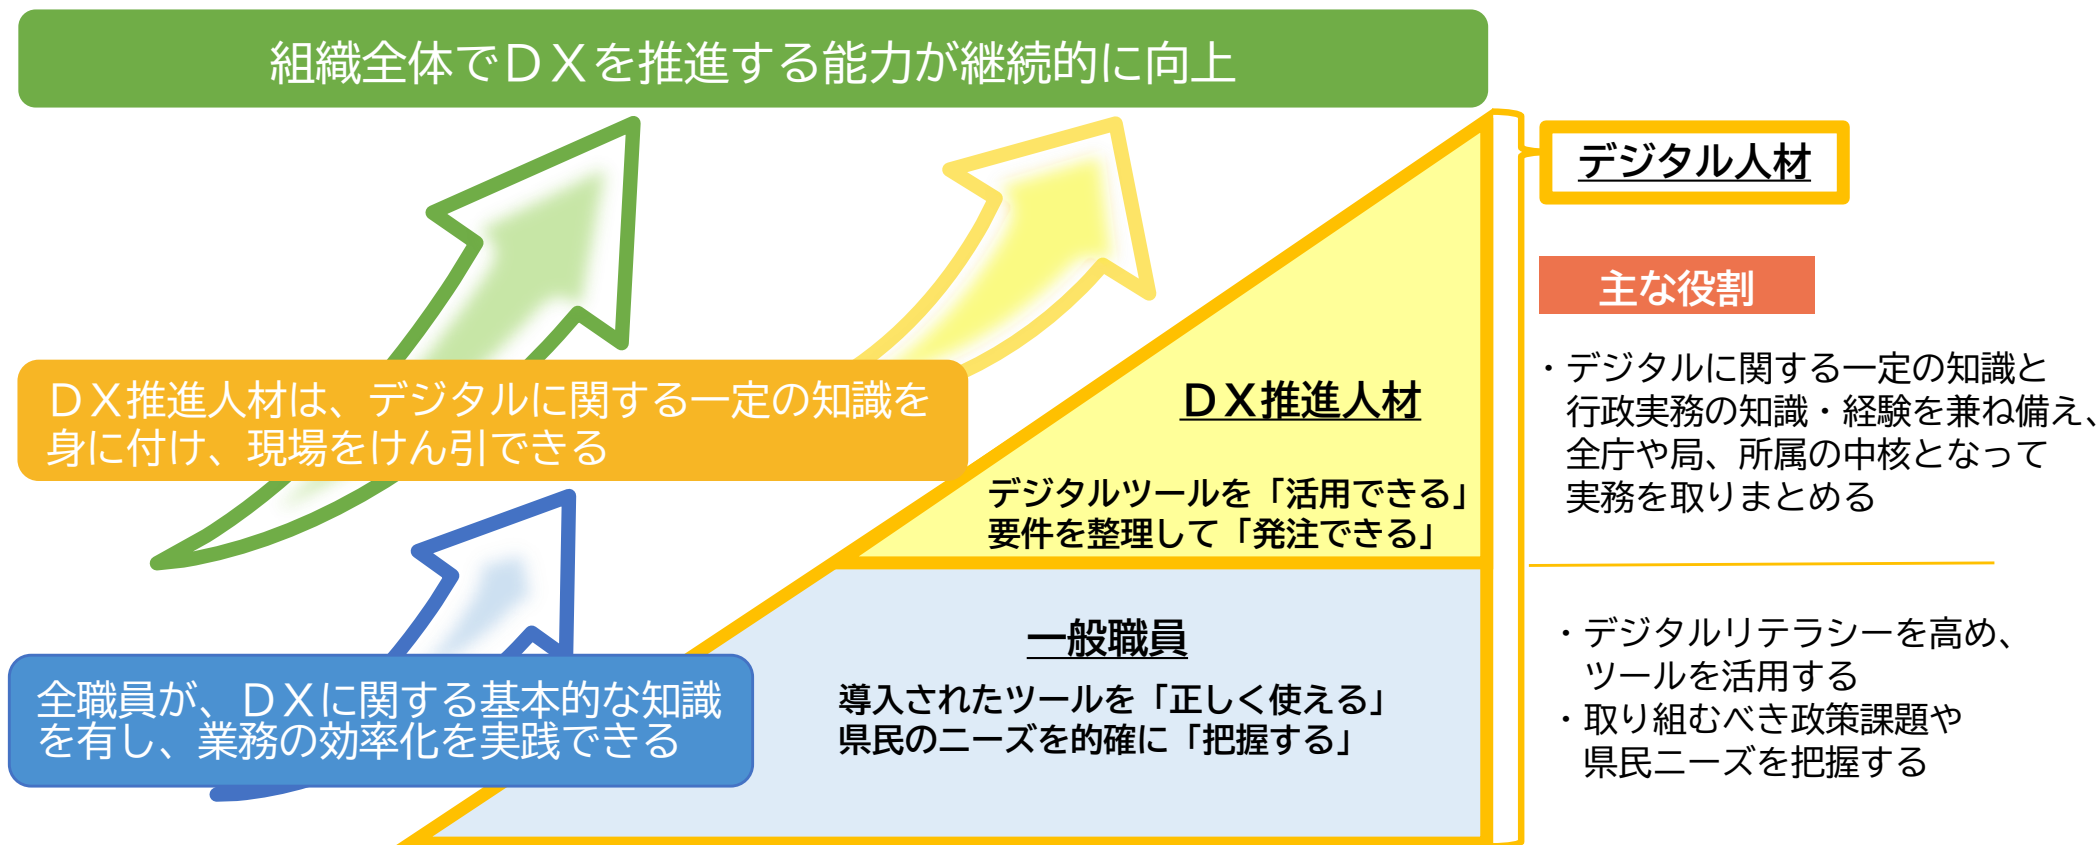 組織全体でＤＸを推進する能力が継続的に向上
デジタル人材
主な役割
ＤＸ推進人材は、デジタルに関する一定の知識を
身に付け、現場をけん引できる
ＤＸ推進人材
デジタルツールを「活用できる」
要件を整理して「発注できる」
・デジタルに関する一定の知識と
行政実務の知識・経験を兼ね備え、
全庁や局、所属の中核となって
実務を取りまとめる
全職員が、ＤＸに関する基本的な知識
を有し、業務の効率化を実践できる
一般職員
導入されたツールを「正しく使える」
県民のニーズを的確に「把握する」
・デジタルリテラシーを高め、
ツールを活用する
・取り組むべき政策課題や
県民ニーズを把握する